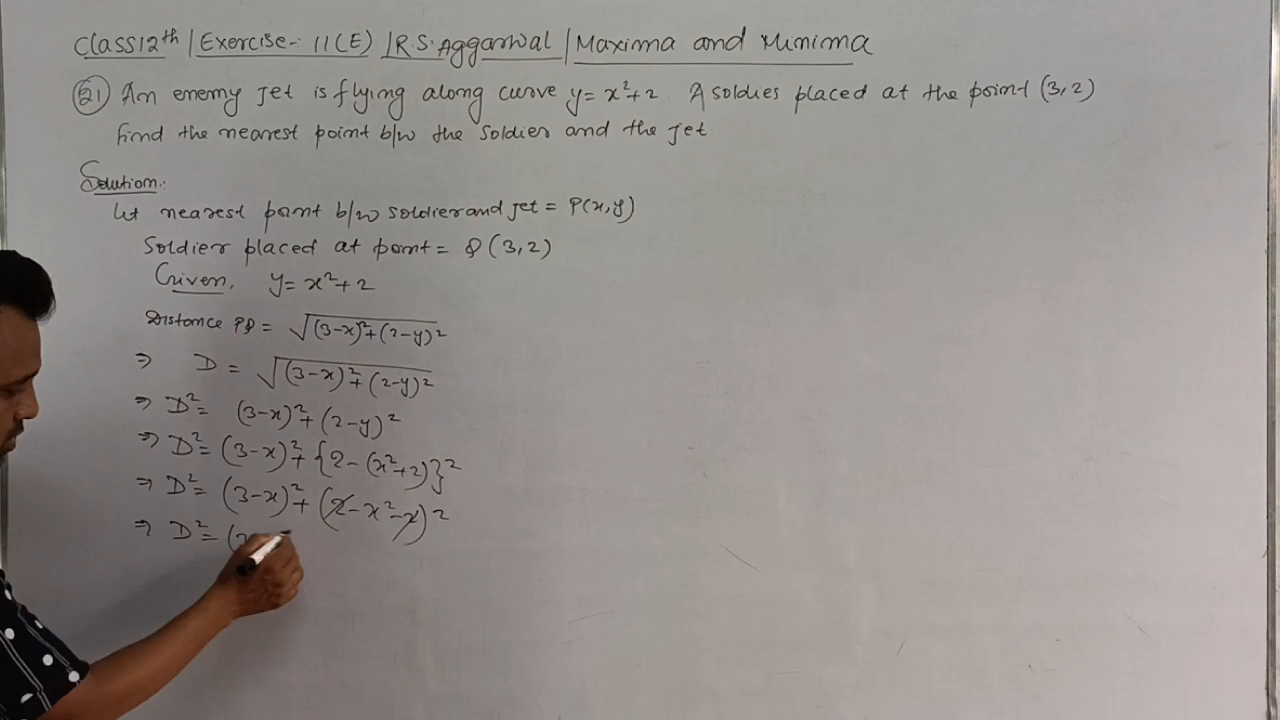 Class 12th / Exercise- 11(E) / R.S. Aggarwal / Maxima and Minima
Q1) An enemy jet is flying along curve y = x²+2. A soldies placed at the point (3,2)
find the nearest point b/w the soldier and the jet.
Solution:
let nearest point b/w soldier and jet = P(x,y)
Soldier placed at point = Q(3,2)
Given, y = x²+2
Distance PQ = √(3-x)²+(2-y)²
⇒ D = √(3-x)²+(2-y)²
⇒ D² = (3-x)²+(2-y)²
⇒ D² = (3-x)²+{2-(x²+2)}²
⇒ D² = (3-x)²+(2-x²-2)²
⇒ D² = (3